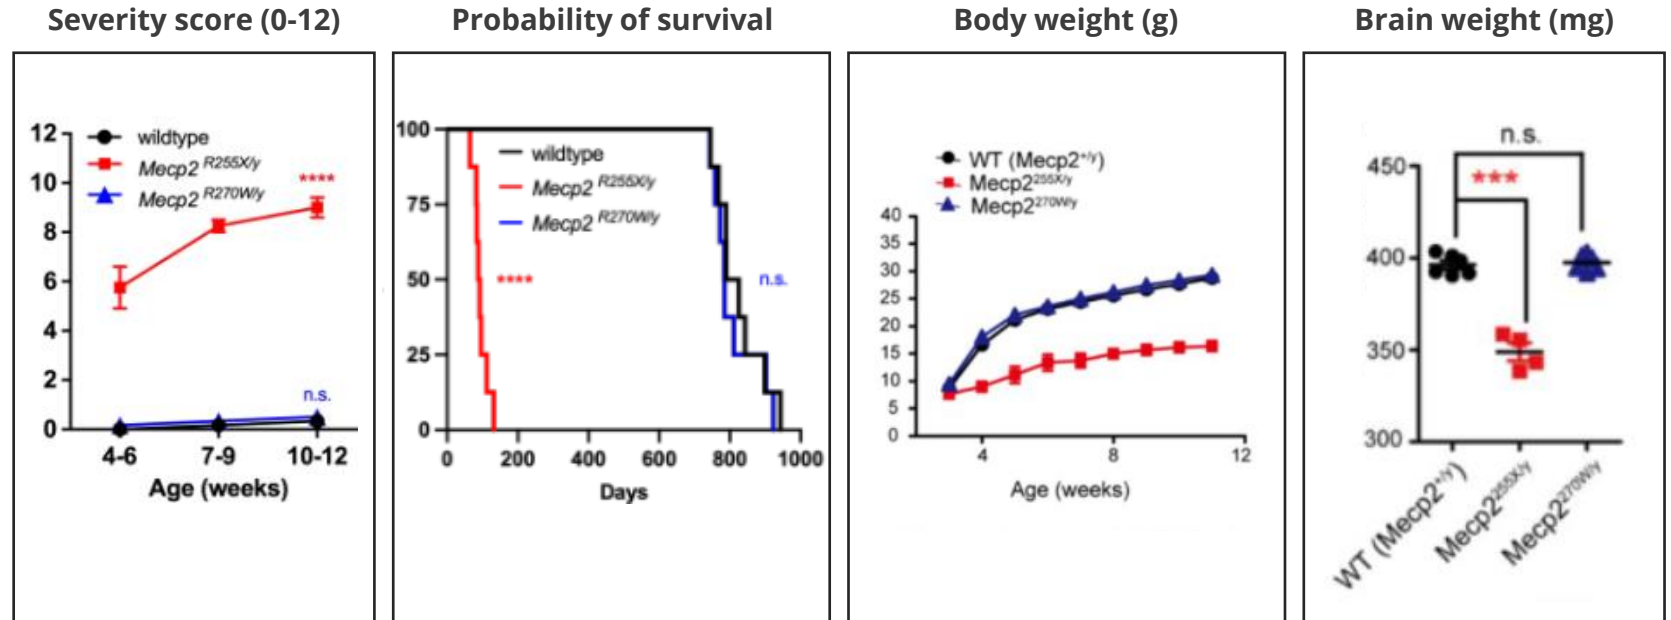 Severity score (0-12)
12
10
8
6
4
2
0
wildtype
Mecp2 R255X/y
Mecp2 R270W/y
****
n.s.
4-6 7-9 10-12
Age (weeks)
Probability of survival
100
75
50
25
0
wildtype
Mecp2 R255X/y
Mecp2 R270W/y
****
n.s.
0 200 400 600 800 1000
Days
Body weight (g)
WT (Mecp2+/y)
Mecp2255X/y
Mecp2270W/y
40
35
30
25
20
15
10
5
0
4 8 12
Age (weeks)
Brain weight (mg)
n.s.
***
450
400
350
300
WT (Mecp2+/y)
Mecp2255X/y
Mecp2270W/y